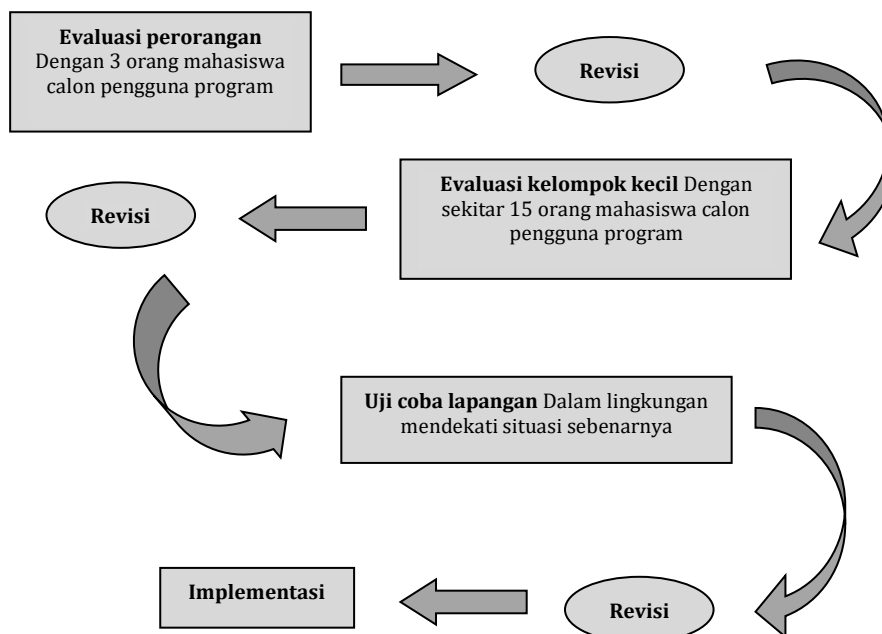 Evaluasi perorangan
Dengan 3 orang mahasiswa
calon pengguna program
Revisi
Evaluasi kelompok kecil Dengan
sekitar 15 orang mahasiswa calon
pengguna program
Revisi
Uji coba lapangan Dalam lingkungan
mendekati situasi sebenarnya
Revisi
Implementasi